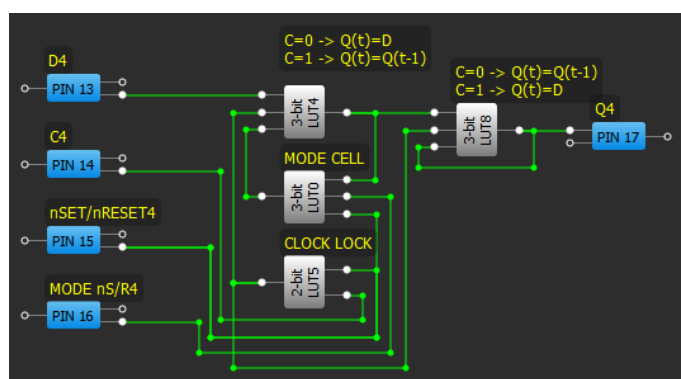 C=0 -> Q(t)=D
C=1 -> Q(t)=Q(t-1)
D4
PIN 13
3-bit
LUT4
C=0 -> Q(t)=Q(t-1)
C=1 -> Q(t)=D
3-bit
LUT8
Q4
PIN 17
C4
PIN 14
MODE CELL
3-bit
LUT0
nSET/nRESET4
PIN 15
CLOCK LOCK
2-bit
LUT5
MODE nS/R4
PIN 16